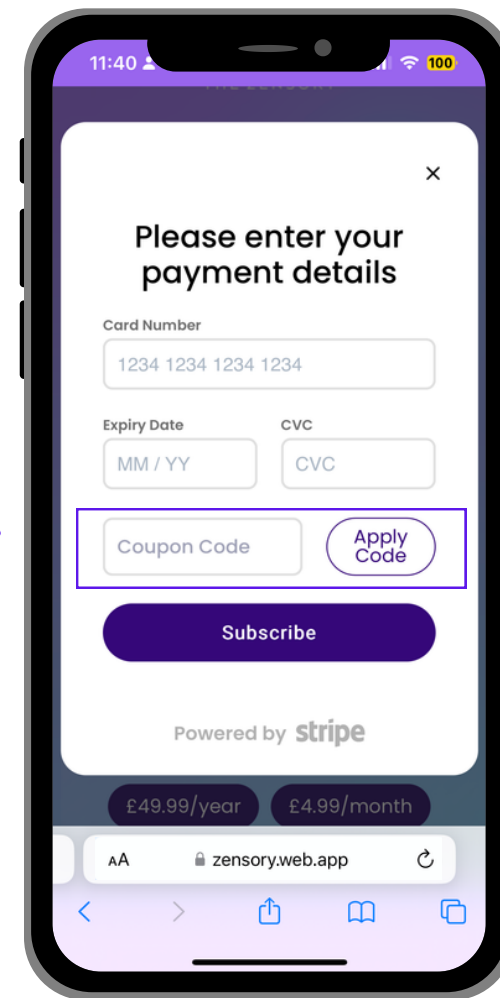 11:40
100
THE ZENSORY
Please enter your
payment details
Card Number
1234 1234 1234 1234
Expiry Date
CVC
MM / YY
CVC
Coupon Code
Apply
Code
Subscribe
Powered by stripe
£49.99/year
£4.99/month
AA
zensory.web.app